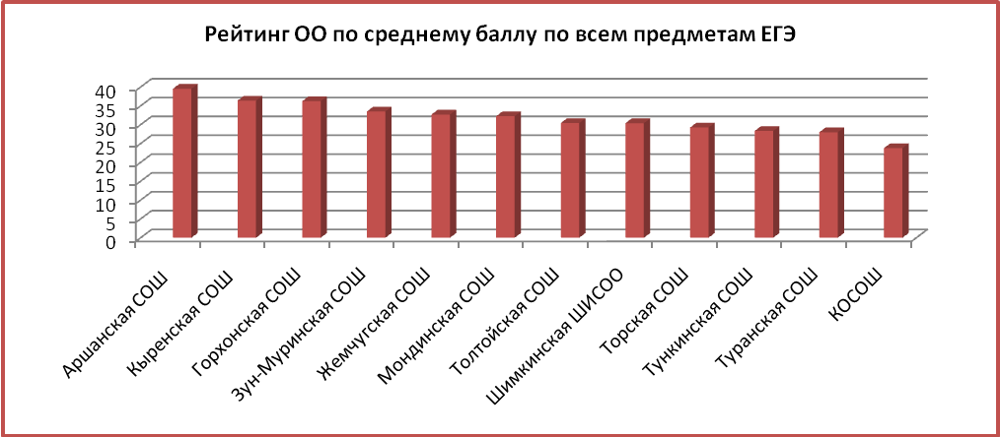 Рейтинг ОО по среднему баллу по всем предметам ЕГЭ
40
35
30
25
20
15
10
5
0
Аршанская СОШ
Кыренская СОШ
Горхонская СОШ
Зун-Муринская СОШ
Жемчугская СОШ
Мондинская СОШ
Толтойская СОШ
Шимкинская ШИСОО
Торская СОШ
Тункинская СОШ
Туранская СОШ
КОСОШ